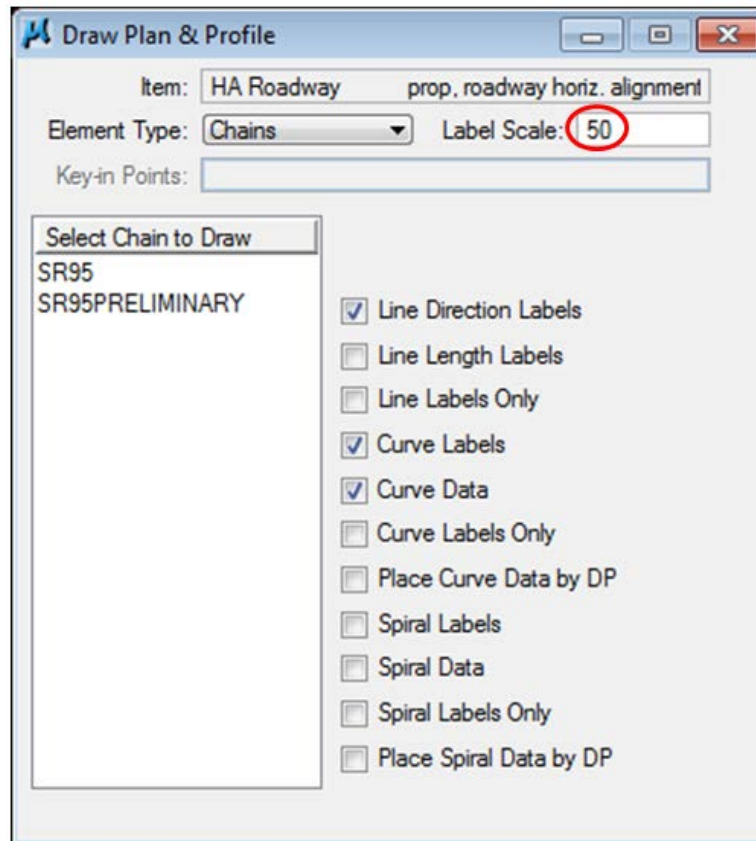 Draw Plan & Profile
Item: HA Roadway prop, roadway horiz. alignment
Element Type: Chains Label Scale: 50
Key-in Points:
Select Chain to Draw
SR95
SR95PRELIMINARY
Line Direction Labels
Line Length Labels
Line Labels Only
Curve Labels
Curve Data
Curve Labels Only
Place Curve Data by DP
Spiral Labels
Spiral Data
Spiral Labels Only
Place Spiral Data by DP